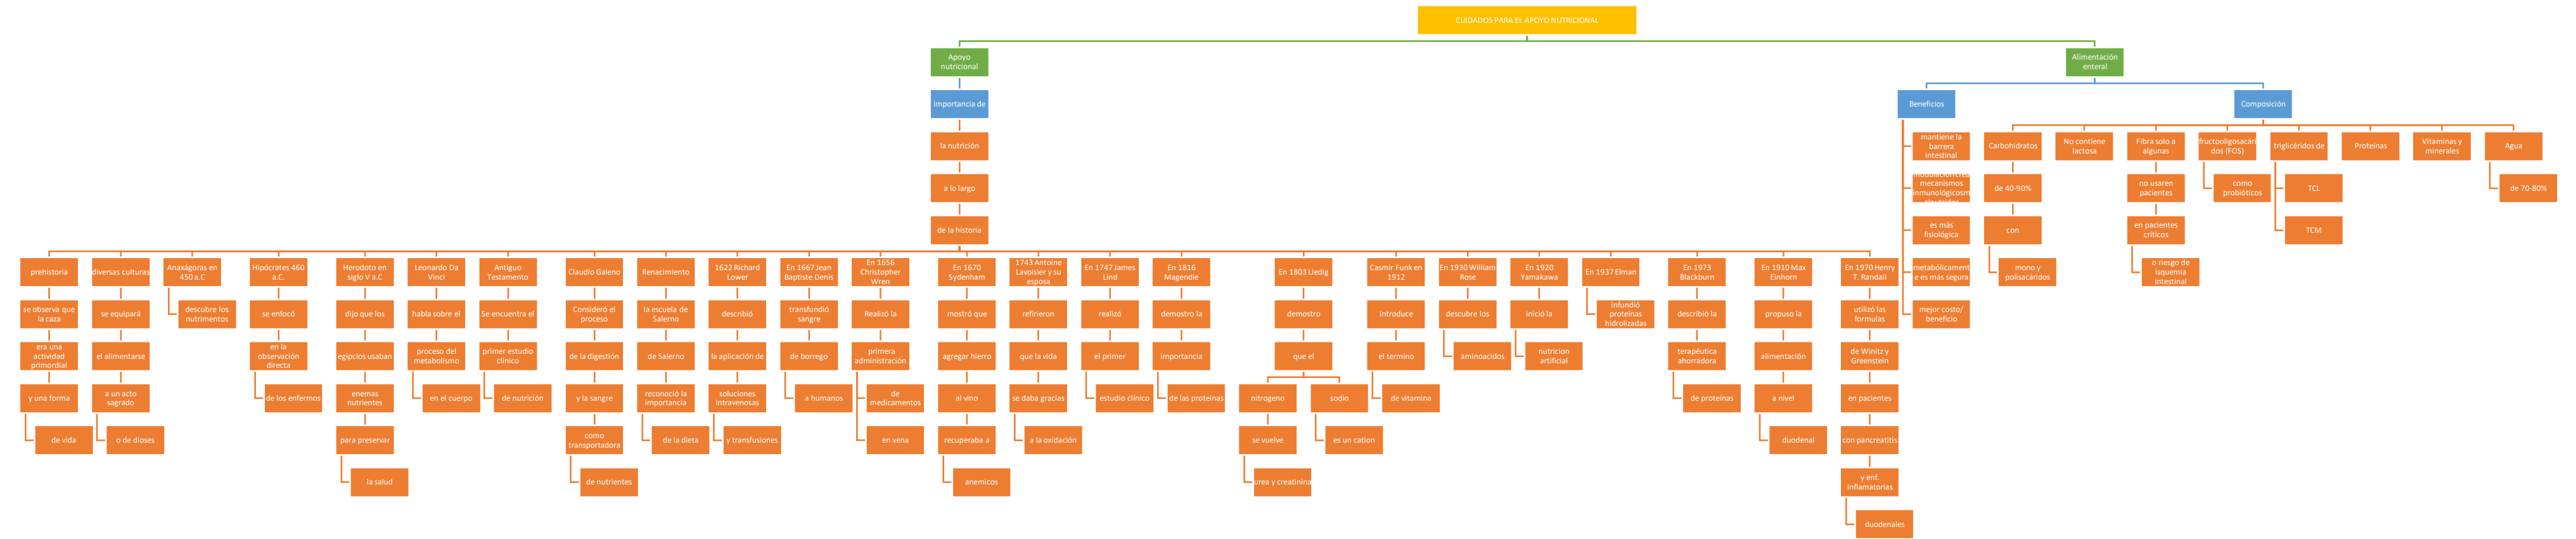 CUIDADOS PARA EL APOYO NUTRICIONAL
Apoyo
nutricional
importancia de
la nutrición
a lo largo
de la historia
prehistoria
se observa que
la caza
era una
actividad
primordial
y una forma
de vida
diversas culturas
se equipará
el alimentarse
a un acto
sagrado
o de dioses
Anaxágoras en
450 a.C
descubre los
nutrimentos
Hipócrates 460
a.C.
se enfocó
en la
observación
directa
de los enfermos
Herodoto en
siglo V a.C
dijo que los
egipcios usaban
enemas
nutrientes
para preservar
la salud
Leonardo Da
Vinci
habla sobre el
proceso del
metabolismo
en el cuerpo
Antiguo
Testamento
Se encuentra el
primer estudio
clínico
de nutrición
Claudio Galeno
Consideró el
proceso
de la digestión
y la sangre
como
transportadora
de nutrientes
Renacimiento
la escuela de
Salerno
de Salerno
reconoció la
importancia
de la dieta
1622 Richard
Lower
describió
la aplicación de
soluciones
intravenosas
y transfusiones
En 1667 Jean
Baptiste Denis
transfundió
sangre
de borrego
a humanos
En 1656
Christopher
Wren
Realizó la
primera
administración
de
medicamentos
en vena
En 1670
Sydenham
mostró que
agregar hierro
al vino
recuperaba a
anemicos
1743 Antoine
Lavoisier y su
esposa
refirieron
que la vida
se daba gracias
a la oxidación
En 1747 James
Lind
realizó
el primer
estudio clínico
En 1816
Magendie
demostro la
importancia
de las proteínas
En 1803 Liedig
demostro
que el
nitrogeno
se vuelve
urea y creatinina
sodio
es un cation
Casmir Funk en
1912
Introduce
el termino
de vitamina
En 1930 William
Rose
descubre los
aminoacidos
En 1920
Yamakawa
inició la
nutricion
artificial
En 1937 Elman
infundió
proteínas
hidrolizadas
En 1973
Blackburn
describió la
terapéutica
ahorradora
de proteínas
En 1910 Max
Einhorn
propuso la
alimentación
a nivel
duodenal
En 1970 Henry
T. Randall
utilizó las
formulas
de Winitz y
Greenstein
en pacientes
con pancreatitis
y enf.
inflamatorias
duodenales
Alimentación
enteral
Beneficios
mantiene la
barrera
intestinal
mecanismos
es más
fisiológica
metabólicament
e es más segura
mejor costo/
beneficio
Composición
Carbohidratos
de 40-90%
con
mono y
polisacáridos
No contiene
lactosa
Fibra solo a
algunas
no usaren
pacientes
en pacientes
críticos
o riesgo de
isquemia
intestinal
fructooligosacári
dos (FOS)
como
probióticos
triglicéridos de
TCL
TCM
Proteínas
Vitaminas y
minerales
Agua
de 70-80%